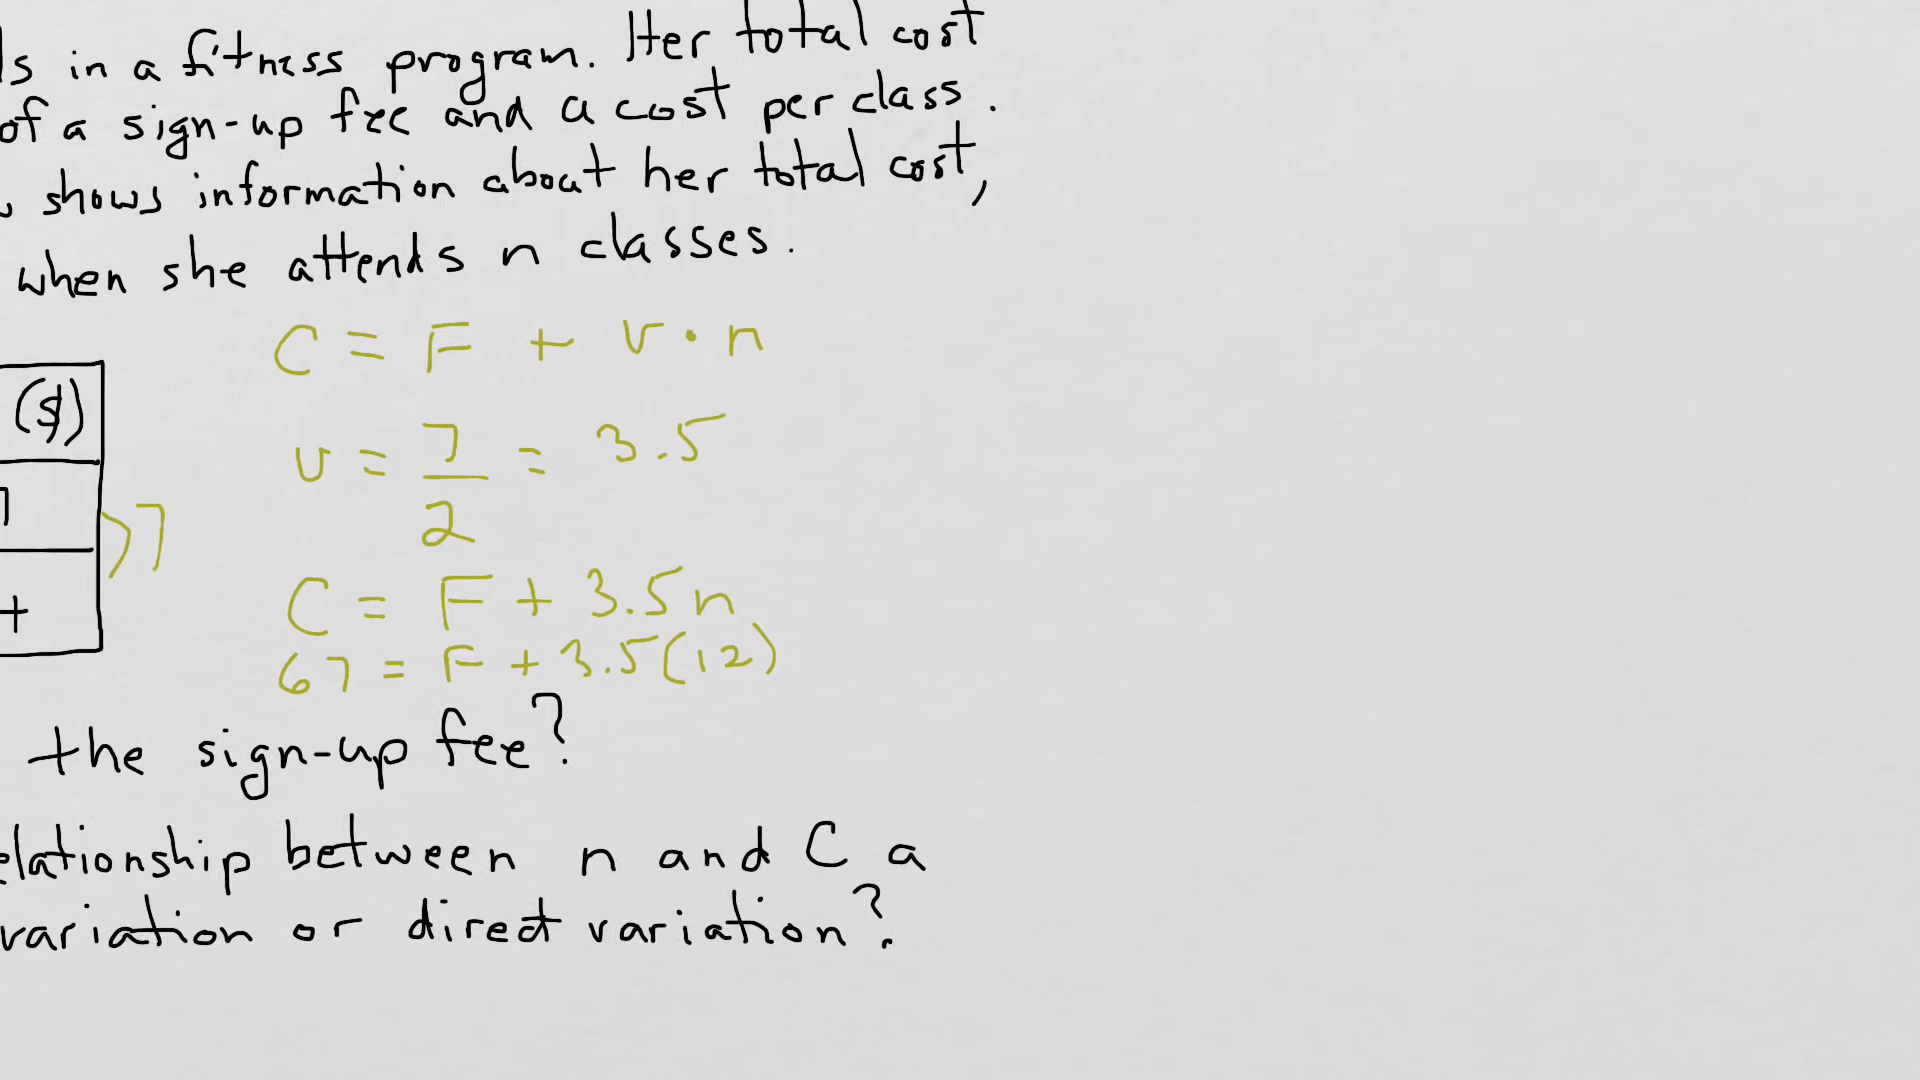 in a fitness program. Her total cost
of a sign-up fee and a cost per class.
shows information about her total cost,
when she attends n classes.
C = F + v · n
($)
v = 7/2 = 3.5
7
C = F + 3.5n
67 = F + 3.5(12)
the sign-up fee?
elationship between n and C a
variation or direct variation?